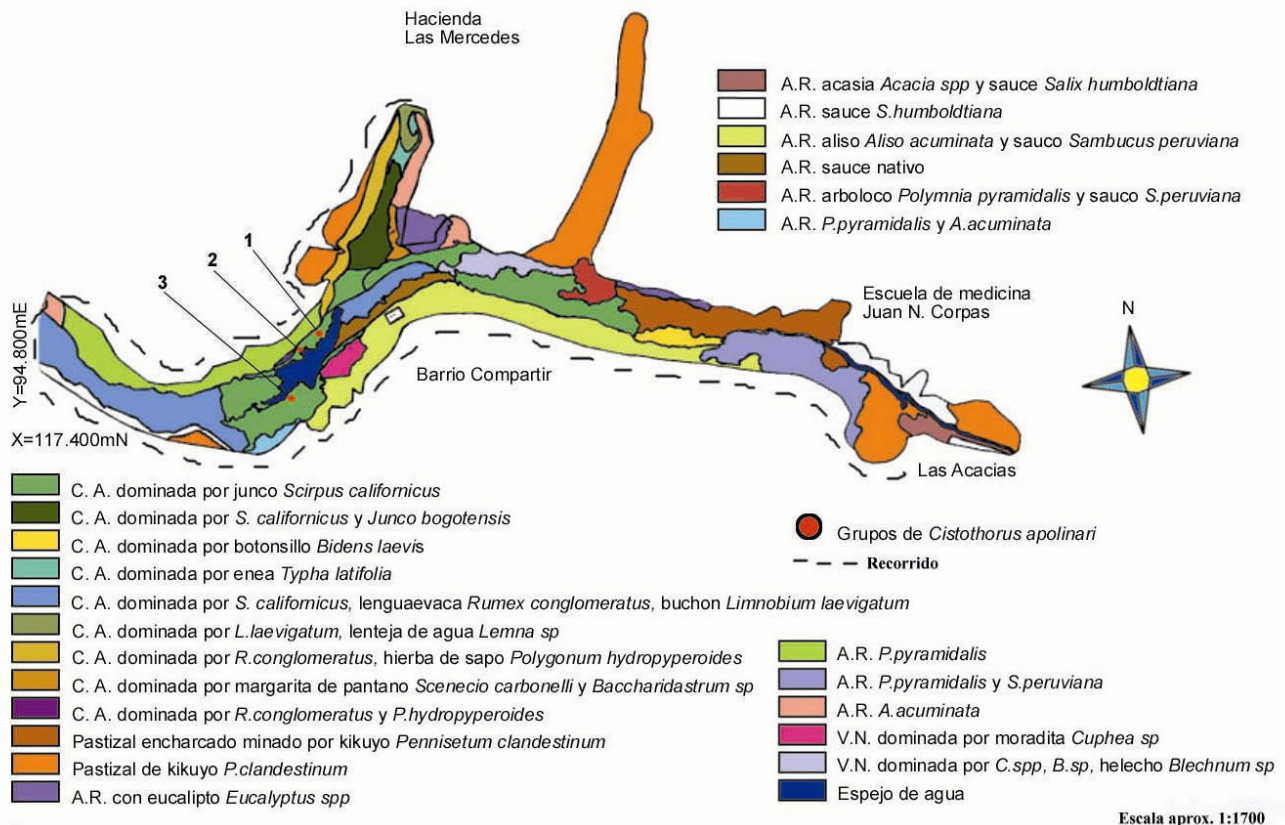 Hacienda
Las Mercedes
A.R. acasia Acacia spp y sauce Salix humboldtiana
A.R. sauce S.humboldtiana
A.R. aliso Aliso acuminata y sauco Sambucus peruviana
A.R. sauce nativo
A.R. arboloco Polymnia pyramidalis y sauco S.peruviana
A.R. P.pyramidalis y A.acuminata
1
2
3
Escuela de medicina
Juan N. Corpas
N
Barrio Compartir
Y=94.800mE
X=117.400mN
Las Acacias
C. A. dominada por junco Scirpus californicus
C. A. dominada por S. californicus y Junco bogotensis
C. A. dominada por botonsillo Bidens laevis
C. A. dominada por enea Typha latifolia
C. A. dominada por S. californicus, lenguaevaca Rumex conglomeratus, buchon Limnobium laevigatum
C. A. dominada por L.laevigatum, lenteja de agua Lemna sp
C. A. dominada por R.conglomeratus, hierba de sapo Polygonum hydropyperoides
C. A. dominada por margarita de pantano Scenecio carbonelli y Baccharidastrum sp
C. A. dominada por R.conglomeratus y P.hydropyperoides
Pastizal encharcado minado por kikuyo Pennisetum clandestinum
Pastizal de kikuyo P.clandestinum
A.R. con eucalipto Eucalyptus spp
Grupos de Cistothorus apolinari
Recorrido
A.R. P.pyramidalis
A.R. P.pyramidalis y S.peruviana
A.R. A.acuminata
V.N. dominada por moradita Cuphea sp
V.N. dominada por C.spp, B.sp, helecho Blechnum sp
Espejo de agua
Escala aprox. 1:1700